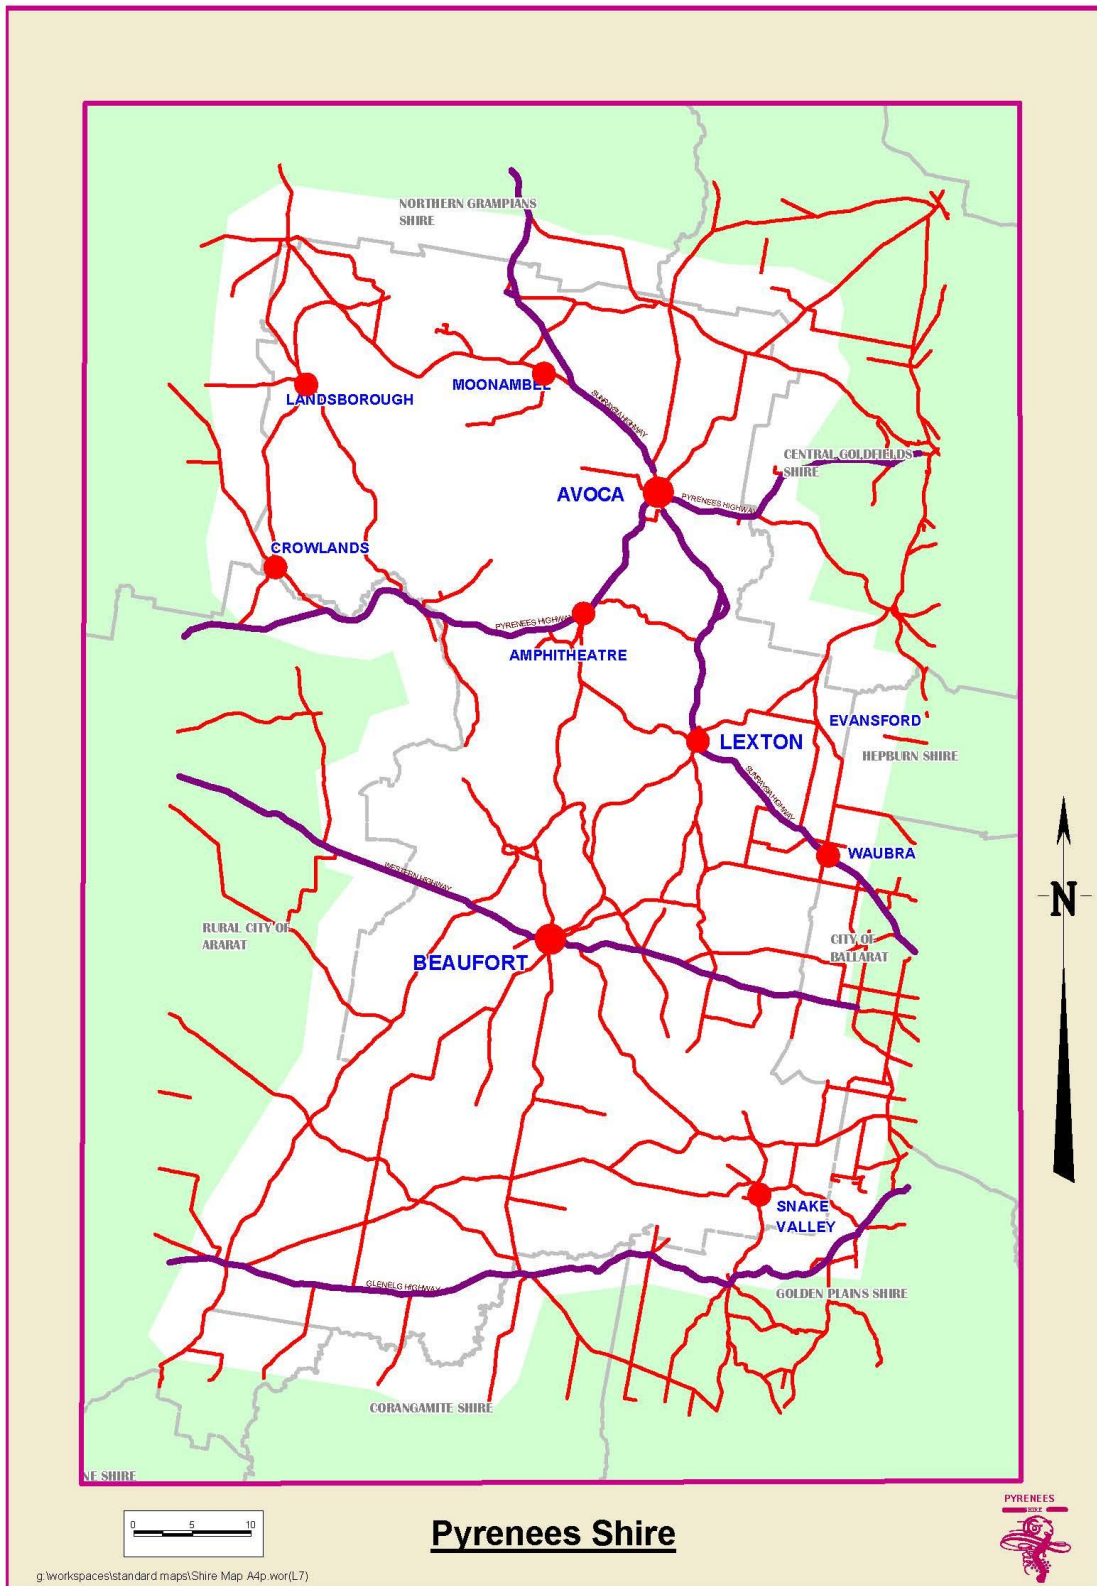 NORTHERN GRAMPIANS
SHIRE
MOONAMBEL
LANDSBOROUGH
SUNRAYSIA HIGHWAY
CENTRAL GOLDFIELDS
SHIRE
AVOCA
PYRENEES HIGHWAY
CROWLANDS
PYRENEES HIGHWAY
AMPHITHEATRE
EVANSFORD
LEXTON
HEPBURN SHIRE
SUNRAYSIA HIGHWAY
WAUBRA
WESTERN HIGHWAY
N
RURAL CITY OF
ARARAT
CITY OF
BALLARAT
BEAUFORT
SNAKE
VALLEY
GLENELG HIGHWAY
GOLDEN PLAINS SHIRE
CORANGAMITE SHIRE
NE SHIRE
PYRENEES
SHIRE
0 5 10
Pyrenees Shire
g:\workspaces\standard maps\Shire Map A4p.wor(L7)